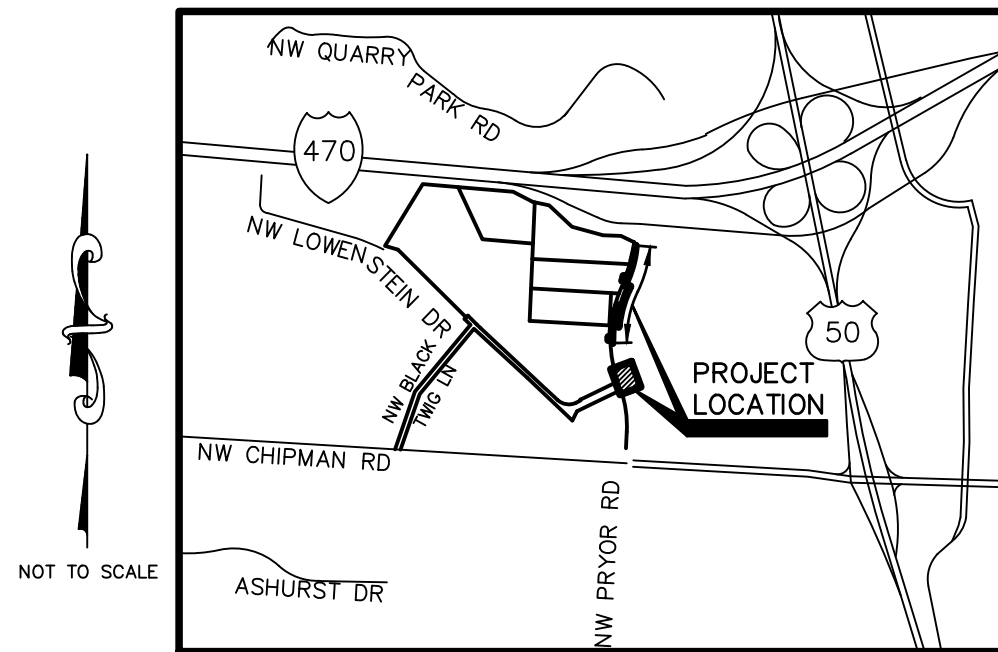 NW QUARRY
PARK RD
470
NW LOWENSTEIN DR
50
NW BLACK
TWIG LN
PROJECT
LOCATION
NW CHIPMAN RD
NOT TO SCALE
ASHURST DR
NW PRYOR RD